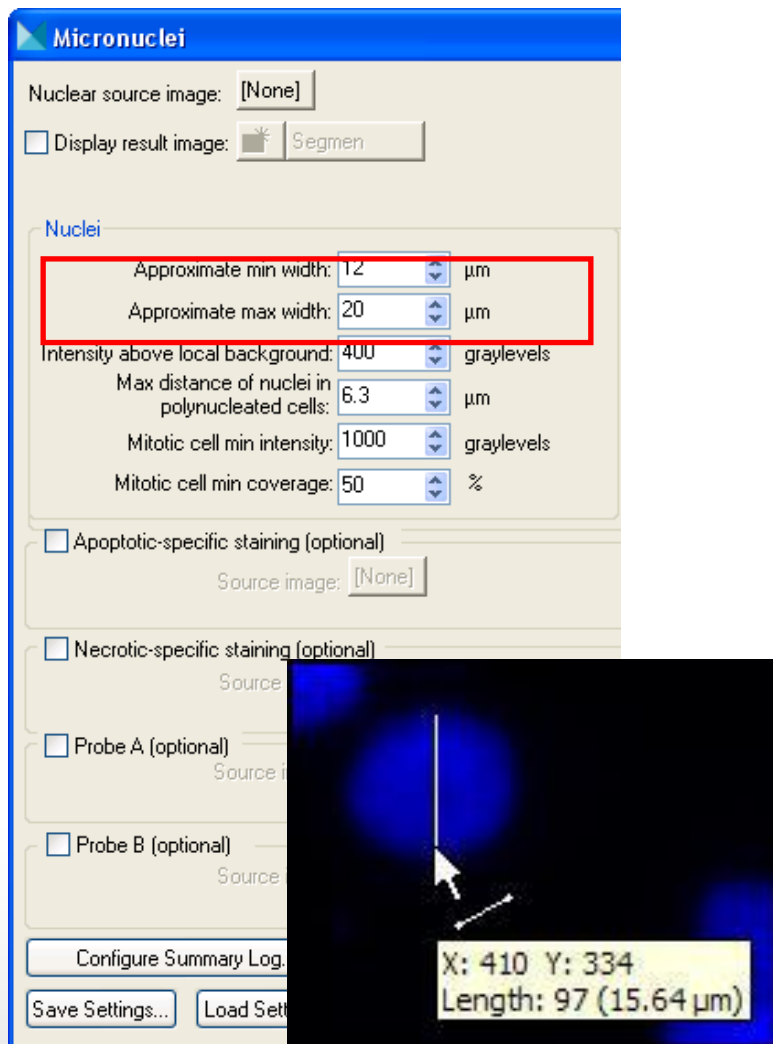 Micronuclei
Nuclear source image: [None]
Display result image: Segmen
Nuclei
Approximate min width: 12 µm
Approximate max width: 20 µm
Intensity above local background: 400 graylevels
Max distance of nuclei in
polynucleated cells: 6.3 µm
Mitotic cell min intensity: 1000 graylevels
Mitotic cell min coverage: 50 %
Apoptotic-specific staining (optional)
Source image: [None]
Necrotic-specific staining (optional)
Source
Probe A (optional)
Source i
Probe B (optional)
Source i
Configure Summary Log.
Save Settings... Load Sett
X: 410 Y: 334
Length: 97 (15.64 µm)